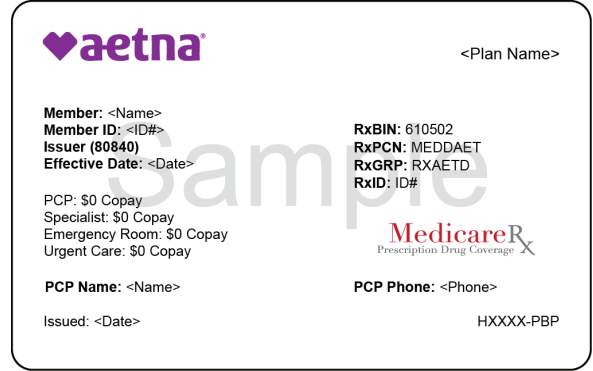 aetna®
<Plan Name>
Sample
Member: <Name>
Member ID: <ID#>
Issuer (80840)
Effective Date: <Date>
RxBIN: 610502
RxPCN: MEDDAET
RxGRP: RXAETD
RxID: ID#
PCP: $0 Copay
Specialist: $0 Copay
Emergency Room: $0 Copay
Urgent Care: $0 Copay
MedicareRx
Prescription Drug Coverage
PCP Name: <Name>
PCP Phone: <Phone>
Issued: <Date>
HXXXX-PBP